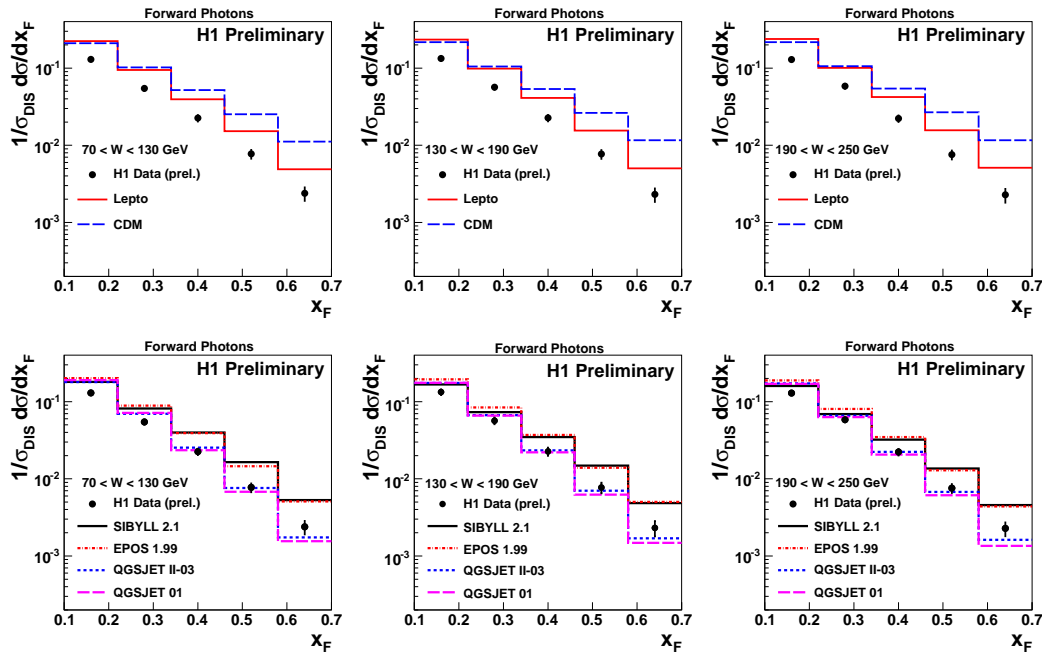 Forward Photons
H1 Preliminary
1/σ_DIS dσ/dx_F
10⁻¹
10⁻²
10⁻³
70 < W < 130 GeV
H1 Data (prel.)
Lepto
CDM
0.1 0.2 0.3 0.4 0.5 0.6 0.7
x_F
Forward Photons
H1 Preliminary
1/σ_DIS dσ/dx_F
10⁻¹
10⁻²
10⁻³
130 < W < 190 GeV
H1 Data (prel.)
Lepto
CDM
0.1 0.2 0.3 0.4 0.5 0.6 0.7
x_F
Forward Photons
H1 Preliminary
1/σ_DIS dσ/dx_F
10⁻¹
10⁻²
10⁻³
190 < W < 250 GeV
H1 Data (prel.)
Lepto
CDM
0.1 0.2 0.3 0.4 0.5 0.6 0.7
x_F
Forward Photons
H1 Preliminary
1/σ_DIS dσ/dx_F
10⁻¹
10⁻²
10⁻³
70 < W < 130 GeV
H1 Data (prel.)
SIBYLL 2.1
EPOS 1.99
QGSJET II-03
QGSJET 01
0.1 0.2 0.3 0.4 0.5 0.6 0.7
x_F
Forward Photons
H1 Preliminary
1/σ_DIS dσ/dx_F
10⁻¹
10⁻²
10⁻³
130 < W < 190 GeV
H1 Data (prel.)
SIBYLL 2.1
EPOS 1.99
QGSJET II-03
QGSJET 01
0.1 0.2 0.3 0.4 0.5 0.6 0.7
x_F
Forward Photons
H1 Preliminary
1/σ_DIS dσ/dx_F
10⁻¹
10⁻²
10⁻³
190 < W < 250 GeV
H1 Data (prel.)
SIBYLL 2.1
EPOS 1.99
QGSJET II-03
QGSJET 01
0.1 0.2 0.3 0.4 0.5 0.6 0.7
x_F